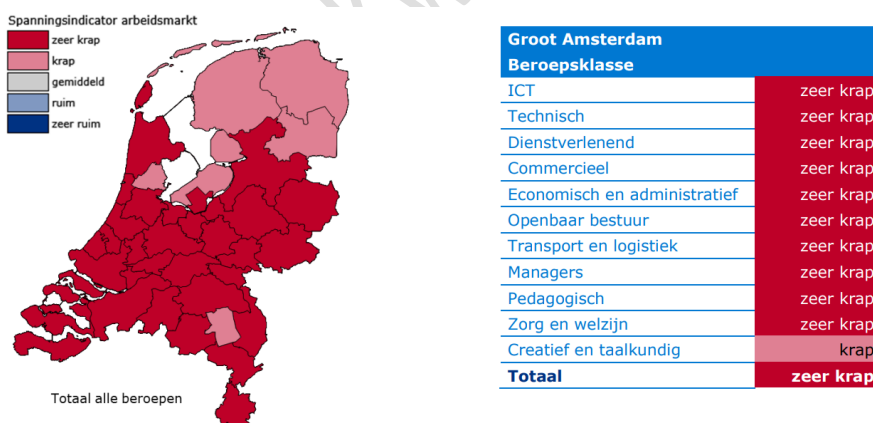 Spanningsindicator arbeidsmarkt
zeer krap
krap
gemiddeld
ruim
zeer ruim
Totaal alle beroepen
Groot Amsterdam
Beroepsklasse
ICT zeer krap
Technisch zeer krap
Dienstverlenend zeer krap
Commercieel zeer krap
Economisch en administratief zeer krap
Openbaar bestuur zeer krap
Transport en logistiek zeer krap
Managers zeer krap
Pedagogisch zeer krap
Zorg en welzijn zeer krap
Creatief en taalkundig krap
Totaal zeer krap